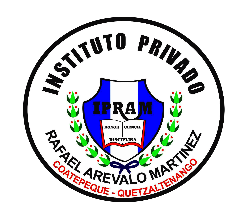 INSTITUTO PRIVADO
IPRAM
RAFAEL AREVALO MARTINEZ
COATEPEQUE - QUETZALTENANGO